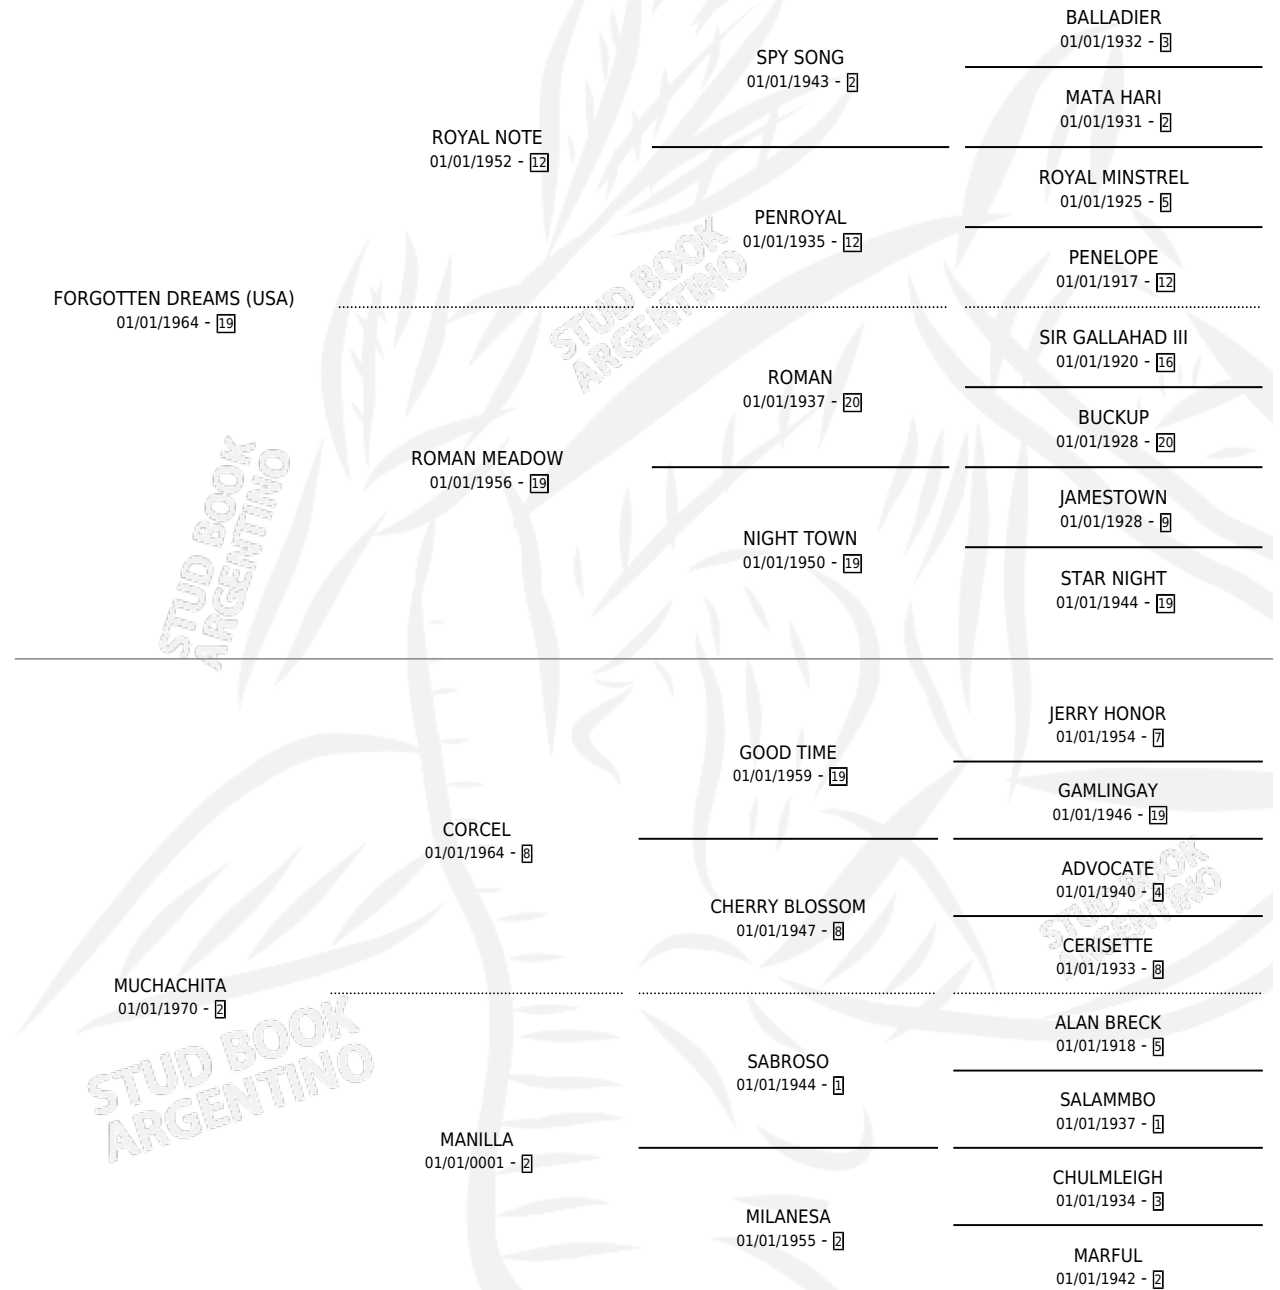 BALLADIER
01/01/1932 - 3
SPY SONG
01/01/1943 - 2
MATA HARI
01/01/1931 - 2
ROYAL NOTE
01/01/1952 - 12
ROYAL MINSTREL
01/01/1925 - 5
PENROYAL
01/01/1935 - 12
PENELOPE
01/01/1917 - 12
FORGOTTEN DREAMS (USA)
01/01/1964 - 19
STUD BOOK
ARGENTINO
SIR GALLAHAD III
01/01/1920 - 16
ROMAN
01/01/1937 - 20
BUCKUP
01/01/1928 - 20
ROMAN MEADOW
01/01/1956 - 19
JAMESTOWN
01/01/1928 - 9
NIGHT TOWN
01/01/1950 - 19
STAR NIGHT
01/01/1944 - 19
STUD BOOK
ARGENTINO
JERRY HONOR
01/01/1954 - 7
GOOD TIME
01/01/1959 - 19
GAMLINGAY
01/01/1946 - 19
CORCEL
01/01/1964 - 8
ADVOCATE
01/01/1940 - 4
CHERRY BLOSSOM
01/01/1947 - 8
STUD BOOK
ARGENTINO
CERISETTE
01/01/1933 - 8
MUCHACHITA
01/01/1970 - 2
ALAN BRECK
01/01/1918 - 5
SABROSO
01/01/1944 - 1
STUD BOOK
ARGENTINO
SALAMMBO
01/01/1937 - 1
MANILLA
01/01/0001 - 2
CHULMLEIGH
01/01/1934 - 3
MILANESA
01/01/1955 - 2
MARFUL
01/01/1942 - 2